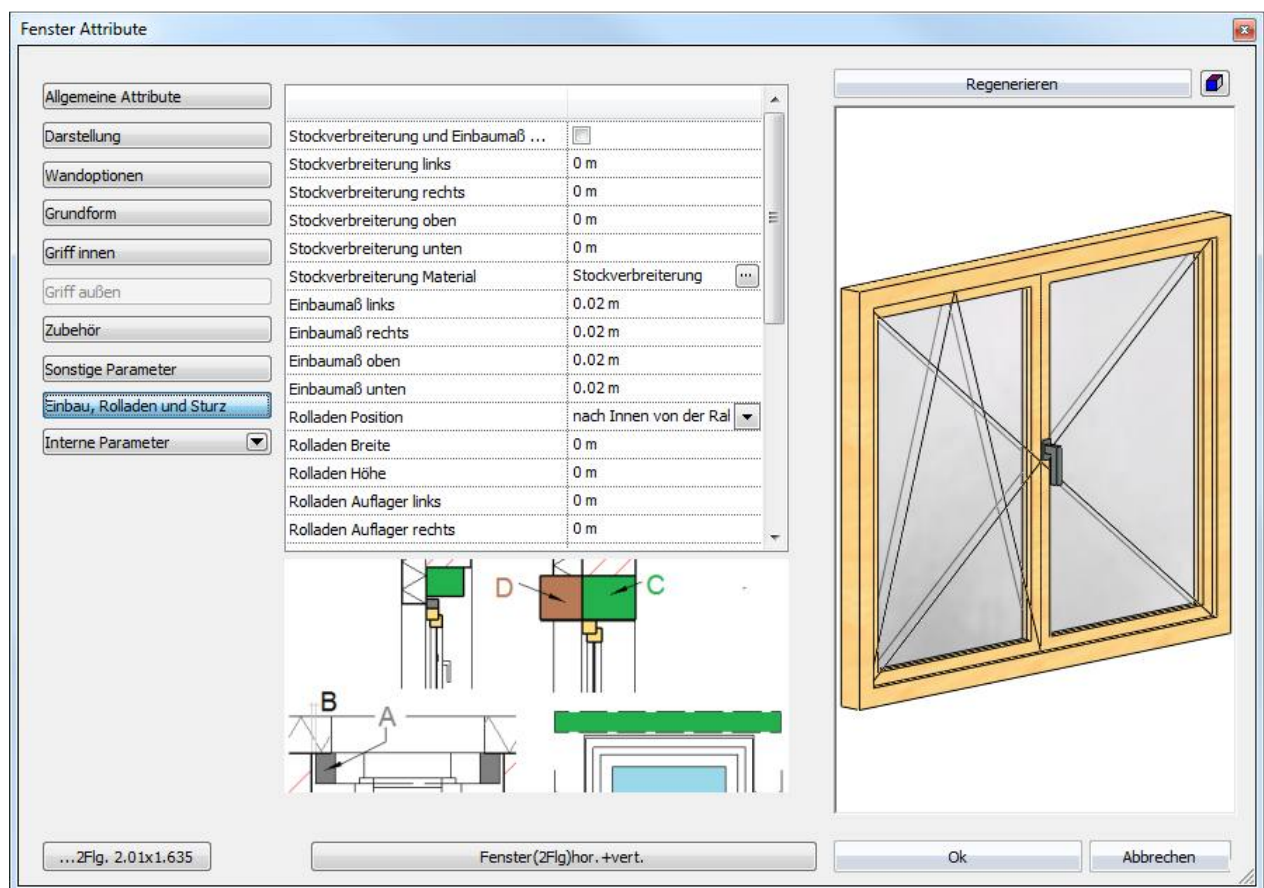 Fenster Attribute
Allgemeine Attribute
Darstellung
Wandoptionen
Grundform
Griff innen
Griff außen
Zubehör
Sonstige Parameter
Einbau, Rolladen und Sturz
Interne Parameter
Stockverbreiterung und Einbaumaß ...
Stockverbreiterung links 0 m
Stockverbreiterung rechts 0 m
Stockverbreiterung oben 0 m
Stockverbreiterung unten 0 m
Stockverbreiterung Material Stockverbreiterung ...
Einbaumaß links 0.02 m
Einbaumaß rechts 0.02 m
Einbaumaß oben 0.02 m
Einbaumaß unten 0.02 m
Rolladen Position nach Innen von der Ral
Rolladen Breite 0 m
Rolladen Höhe 0 m
Rolladen Auflager links 0 m
Rolladen Auflager rechts 0 m
D C
B
A
Regenerieren
...2Flg. 2.01x1.635
Fenster(2Flg)hor.+vert.
Ok
Abbrechen